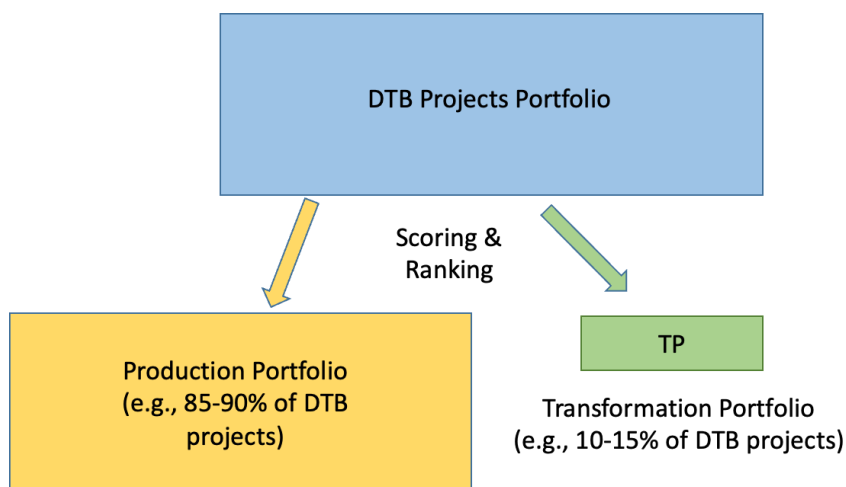 DTB Projects Portfolio
Scoring &
Ranking
Production Portfolio
(e.g., 85-90% of DTB
projects)
TP
Transformation Portfolio
(e.g., 10-15% of DTB projects)